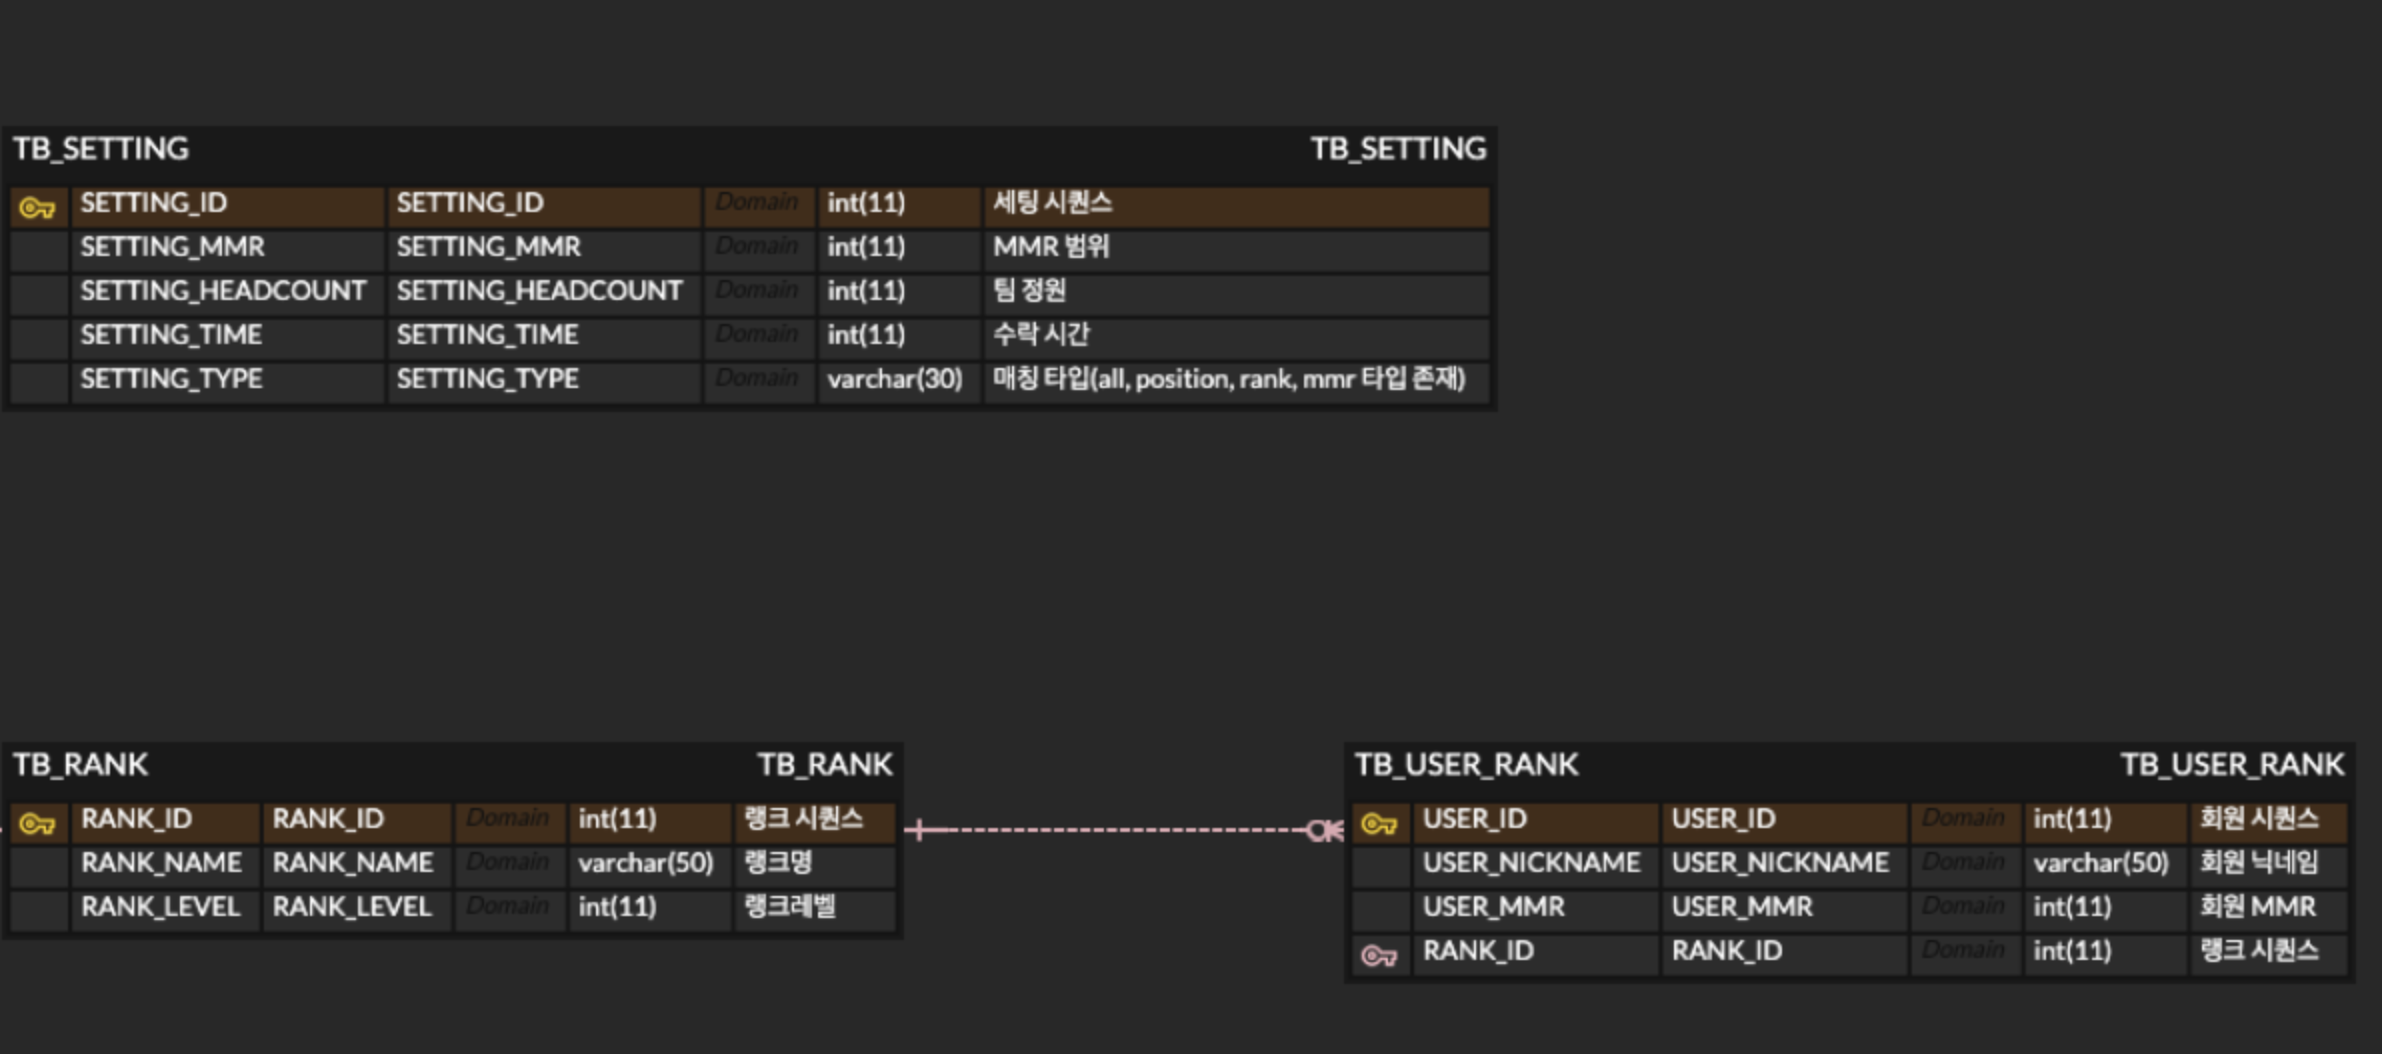 TB_SETTING TB_SETTING
SETTING_ID SETTING_ID Domain int(11) 세팅 시퀀스
SETTING_MMR SETTING_MMR Domain int(11) MMR 범위
SETTING_HEADCOUNT SETTING_HEADCOUNT Domain int(11) 팀 정원
SETTING_TIME SETTING_TIME Domain int(11) 수락 시간
SETTING_TYPE SETTING_TYPE Domain varchar(30) 매칭 타입(all, position, rank, mmr 타입 존재)
TB_RANK TB_RANK
RANK_ID RANK_ID Domain int(11) 랭크 시퀀스
RANK_NAME RANK_NAME Domain varchar(50) 랭크명
RANK_LEVEL RANK_LEVEL Domain int(11) 랭크레벨
TB_USER_RANK TB_USER_RANK
USER_ID USER_ID Domain int(11) 회원 시퀀스
USER_NICKNAME USER_NICKNAME Domain varchar(50) 회원 닉네임
USER_MMR USER_MMR Domain int(11) 회원 MMR
RANK_ID RANK_ID Domain int(11) 랭크 시퀀스